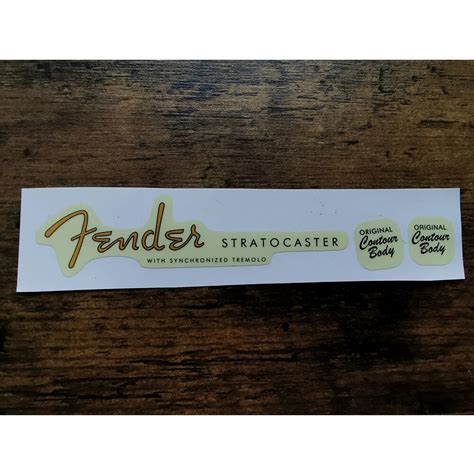 Fender STRATOCASTER
WITH SYNCHRONIZED TREMOLO
ORIGINAL
Contour
Body
ORIGINAL
Contour
Body